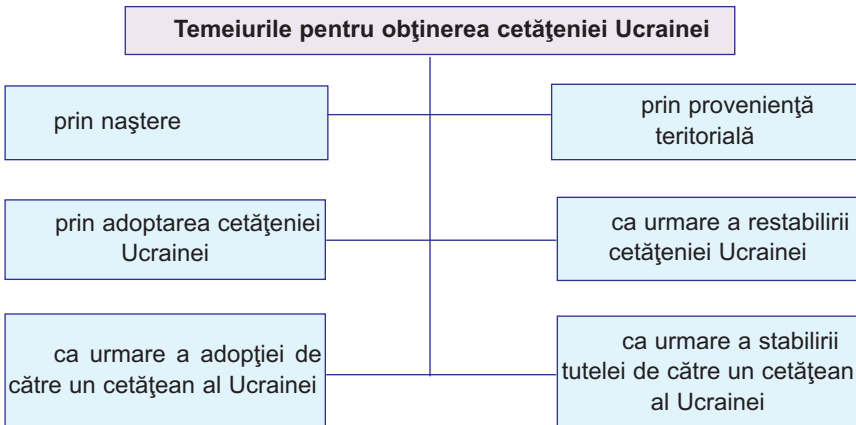 Temeiurile pentru obţinerea cetăţeniei Ucrainei
prin naştere
prin provenienţă
teritorială
prin adoptarea cetăţeniei
Ucrainei
ca urmare a restabilirii
cetăţeniei Ucrainei
ca urmare a adopţiei de
către un cetăţean al Ucrainei
ca urmare a stabilirii
tutelei de către un cetăţean
al Ucrainei